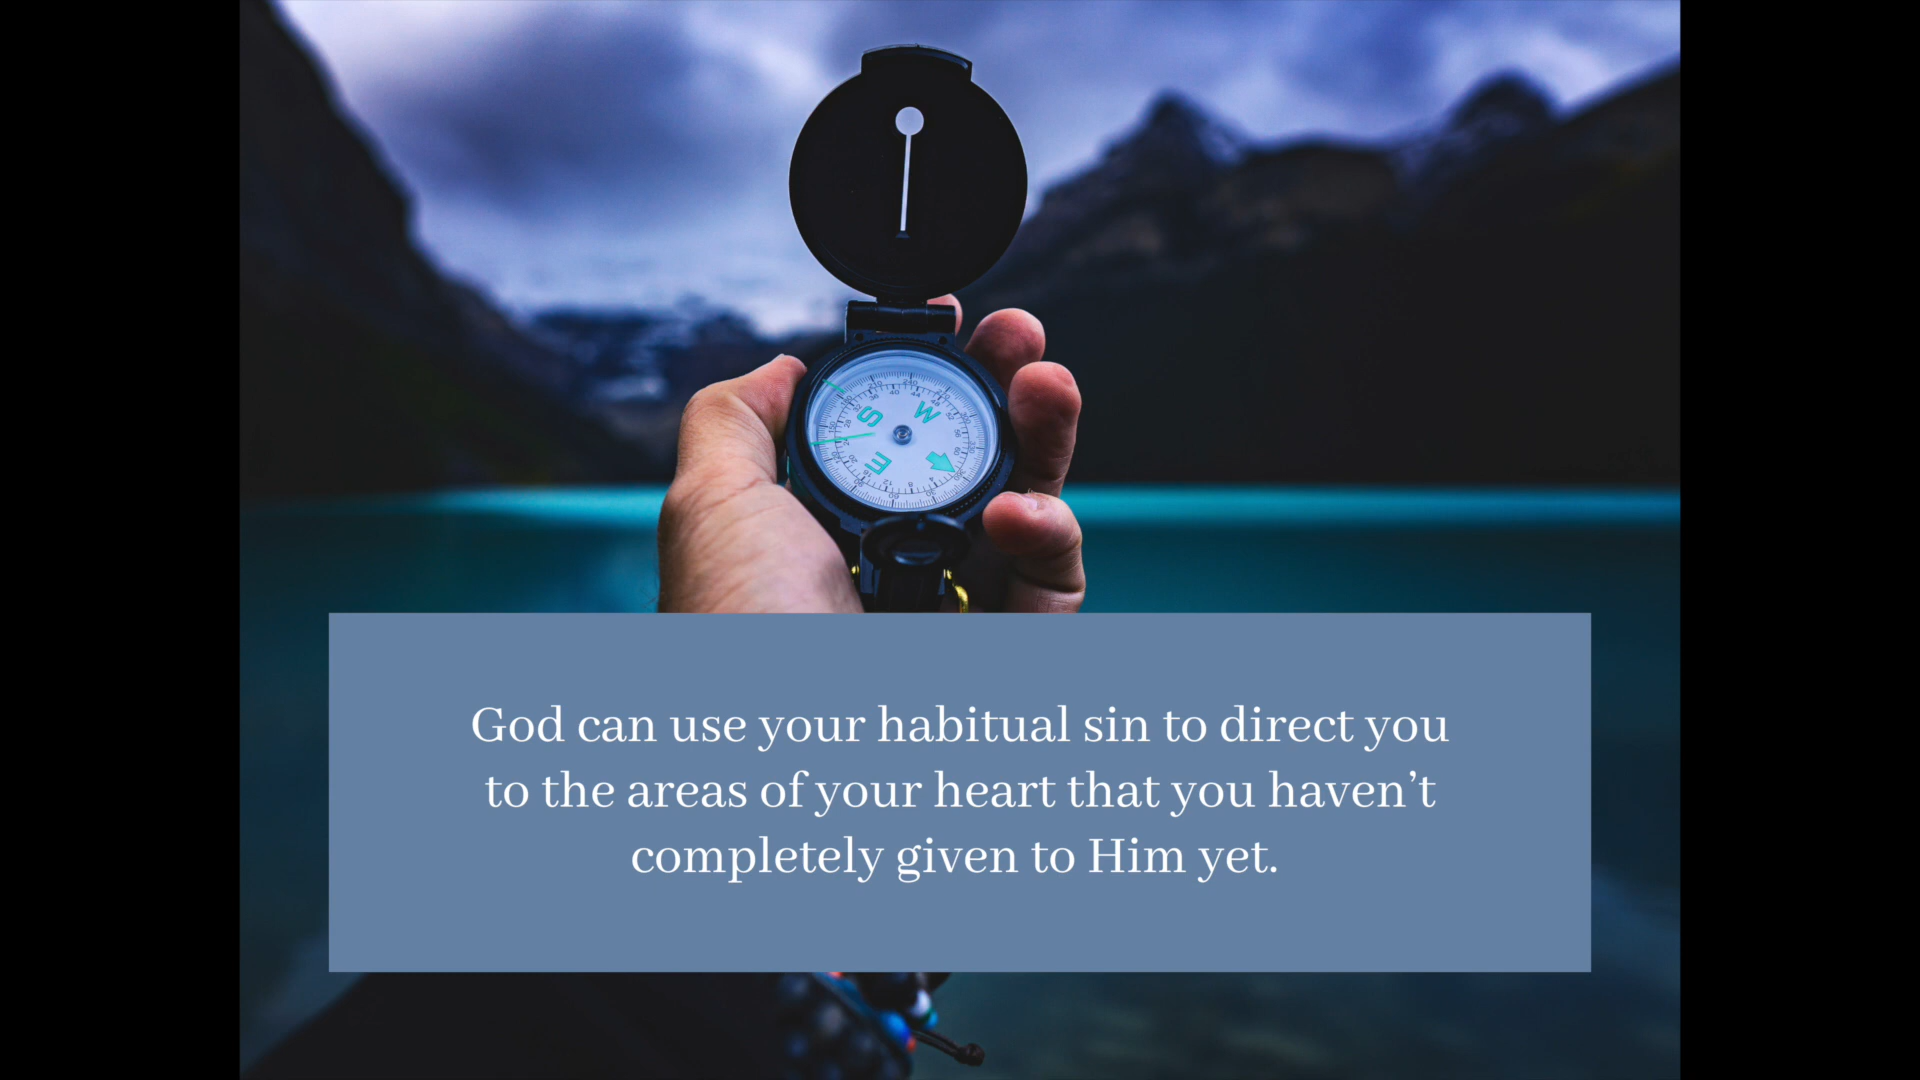 S W
E
God can use your habitual sin to direct you
to the areas of your heart that you haven’t
completely given to Him yet.